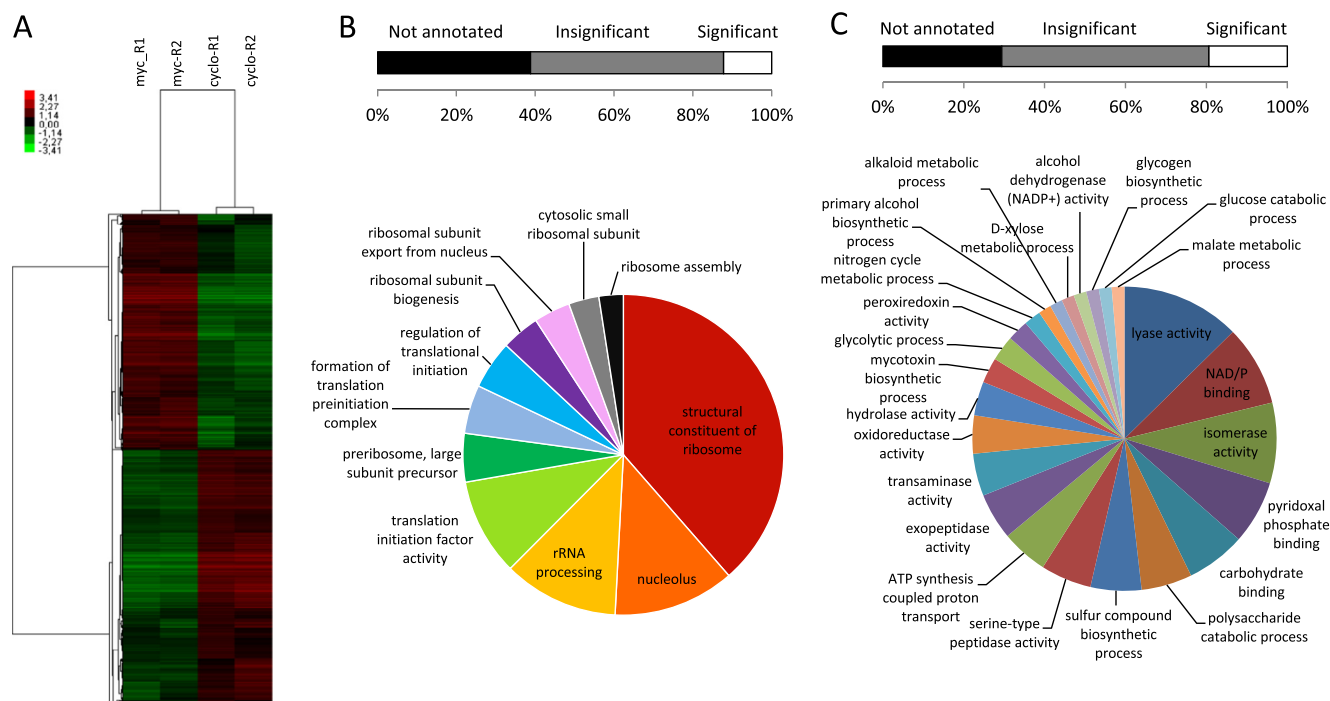 A
myc_R1
myc-R2
cyclo-R1
cyclo-R2
3,41
2,27
1,14
0,00
-1,14
-2,27
-3,41
B
Not annotated Insignificant Significant
0% 20% 40% 60% 80% 100%
cytosolic small
ribosomal subunit
ribosomal subunit
export from nucleus
ribosome assembly
ribosomal subunit
biogenesis
regulation of
translational
initiation
formation of
translation
preinitiation
complex
structural
constituent of
ribosome
preribosome, large
subunit precursor
translation
initiation factor
activity
rRNA
processing
nucleolus
C
Not annotated Insignificant Significant
0% 20% 40% 60% 80% 100%
alkaloid metabolic
process
alcohol
dehydrogenase
(NADP+) activity
glycogen
biosynthetic
process
glucose catabolic
process
primary alcohol
biosynthetic
process
D-xylose
metabolic process
malate metabolic
process
nitrogen cycle
metabolic process
peroxiredoxin
activity
glycolytic process
mycotoxin
biosynthetic
process
hydrolase activity
oxidoreductase
activity
transaminase
activity
exopeptidase
activity
ATP synthesis
coupled proton
transport
serine-type
peptidase activity
sulfur compound
biosynthetic
process
polysaccharide
catabolic process
carbohydrate
binding
pyridoxal
phosphate
binding
isomerase
activity
NAD/P
binding
lyase activity